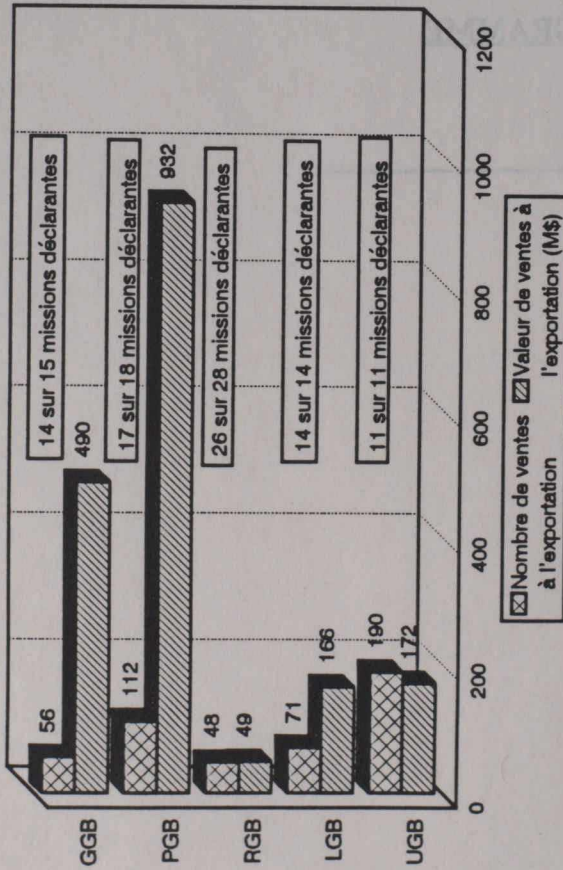 GGB
56
490
14 sur 15 missions déclarantes
PGB
112
932
17 sur 18 missions déclarantes
RGB
48
49
26 sur 28 missions déclarantes
LGB
71
166
14 sur 14 missions déclarantes
UGB
190
172
11 sur 11 missions déclarantes
0
200
400
600
800
1000
1200
Nombre de ventes
à l'exportation
Valeur de ventes à
l'exportation (M$)